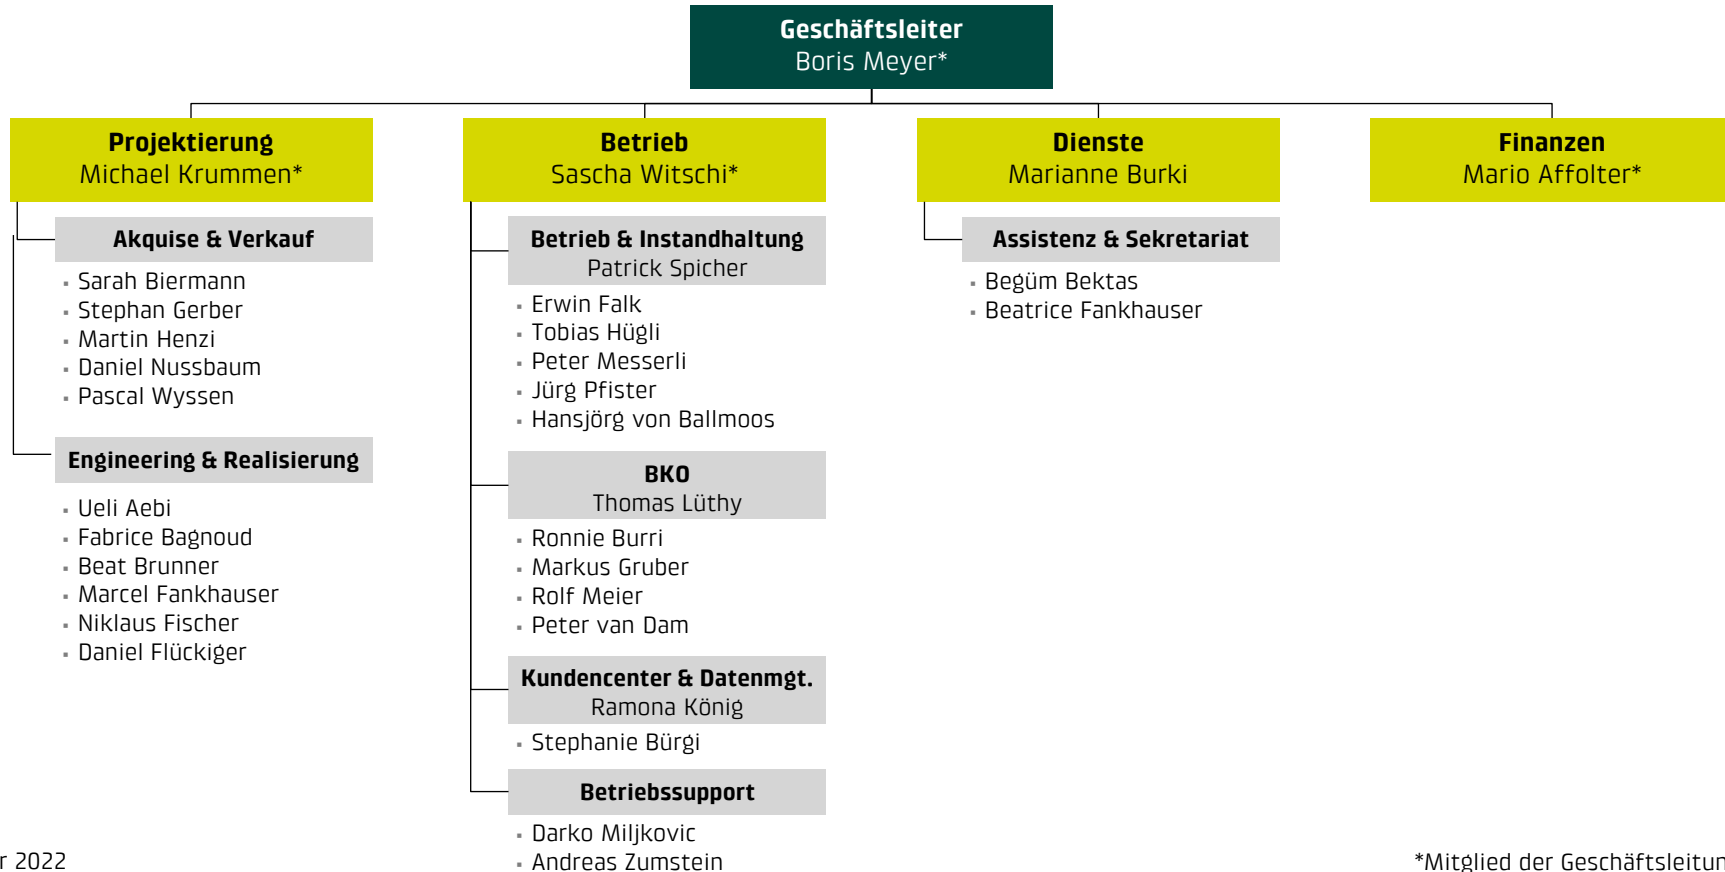 Geschäftsleiter
Boris Meyer*
Projektierung
Michael Krummen*
Akquise & Verkauf
▪ Sarah Biermann
▪ Stephan Gerber
▪ Martin Henzi
▪ Daniel Nussbaum
▪ Pascal Wyssen
Engineering & Realisierung
▪ Ueli Aebi
▪ Fabrice Bagnoud
▪ Beat Brunner
▪ Marcel Fankhauser
▪ Niklaus Fischer
▪ Daniel Flückiger
Betrieb
Sascha Witschi*
Betrieb & Instandhaltung
Patrick Spicher
▪ Erwin Falk
▪ Tobias Hügli
▪ Peter Messerli
▪ Jürg Pfister
▪ Hansjörg von Ballmoos
BKO
Thomas Lüthy
▪ Ronnie Burri
▪ Markus Gruber
▪ Rolf Meier
▪ Peter van Dam
Kundencenter & Datenmgt.
Ramona König
▪ Stephanie Bürgi
Betriebssupport
▪ Darko Miljkovic
▪ Andreas Zumstein
Dienste
Marianne Burki
Assistenz & Sekretariat
▪ Begüm Bektas
▪ Beatrice Fankhauser
Finanzen
Mario Affolter*
2022
*Mitglied der